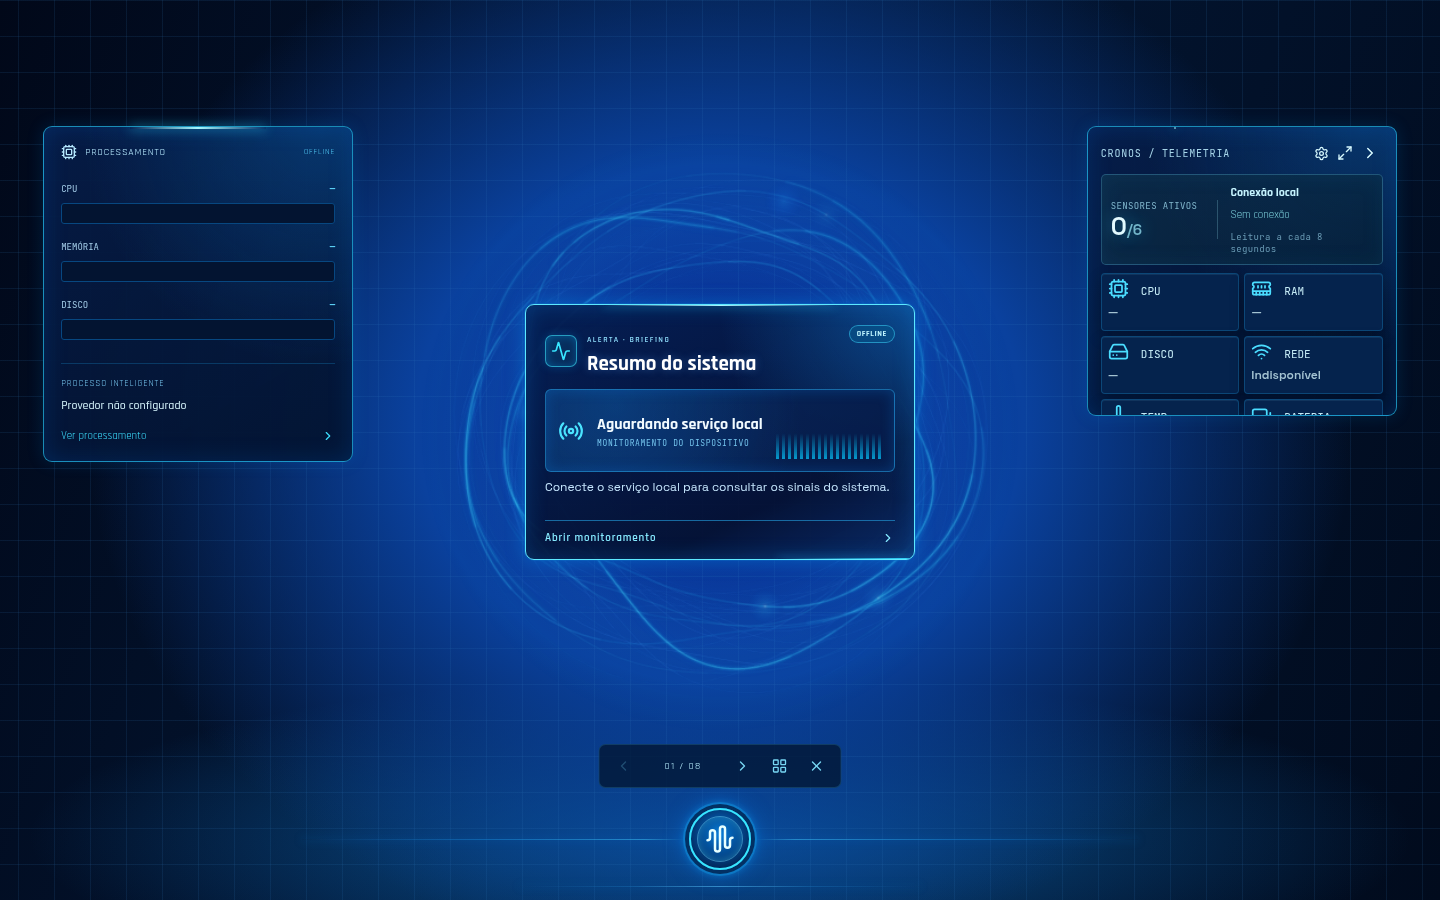 PROCESSAMENTO
OFFLINE
CPU
—
MEMÓRIA
—
DISCO
—
PROCESSO INTELIGENTE
Provedor não configurado
Ver processamento
ALERTA · BRIEFING
OFFLINE
Resumo do sistema
Aguardando serviço local
MONITORAMENTO DO DISPOSITIVO
Conecte o serviço local para consultar os sinais do sistema.
Abrir monitoramento
CRONOS / TELEMETRIA
SENSORES ATIVOS
0/6
Conexão local
Sem conexão
Leitura a cada 8
segundos
CPU
—
RAM
—
DISCO
—
REDE
Indisponível
TEMP
BATERIA
01 / 08